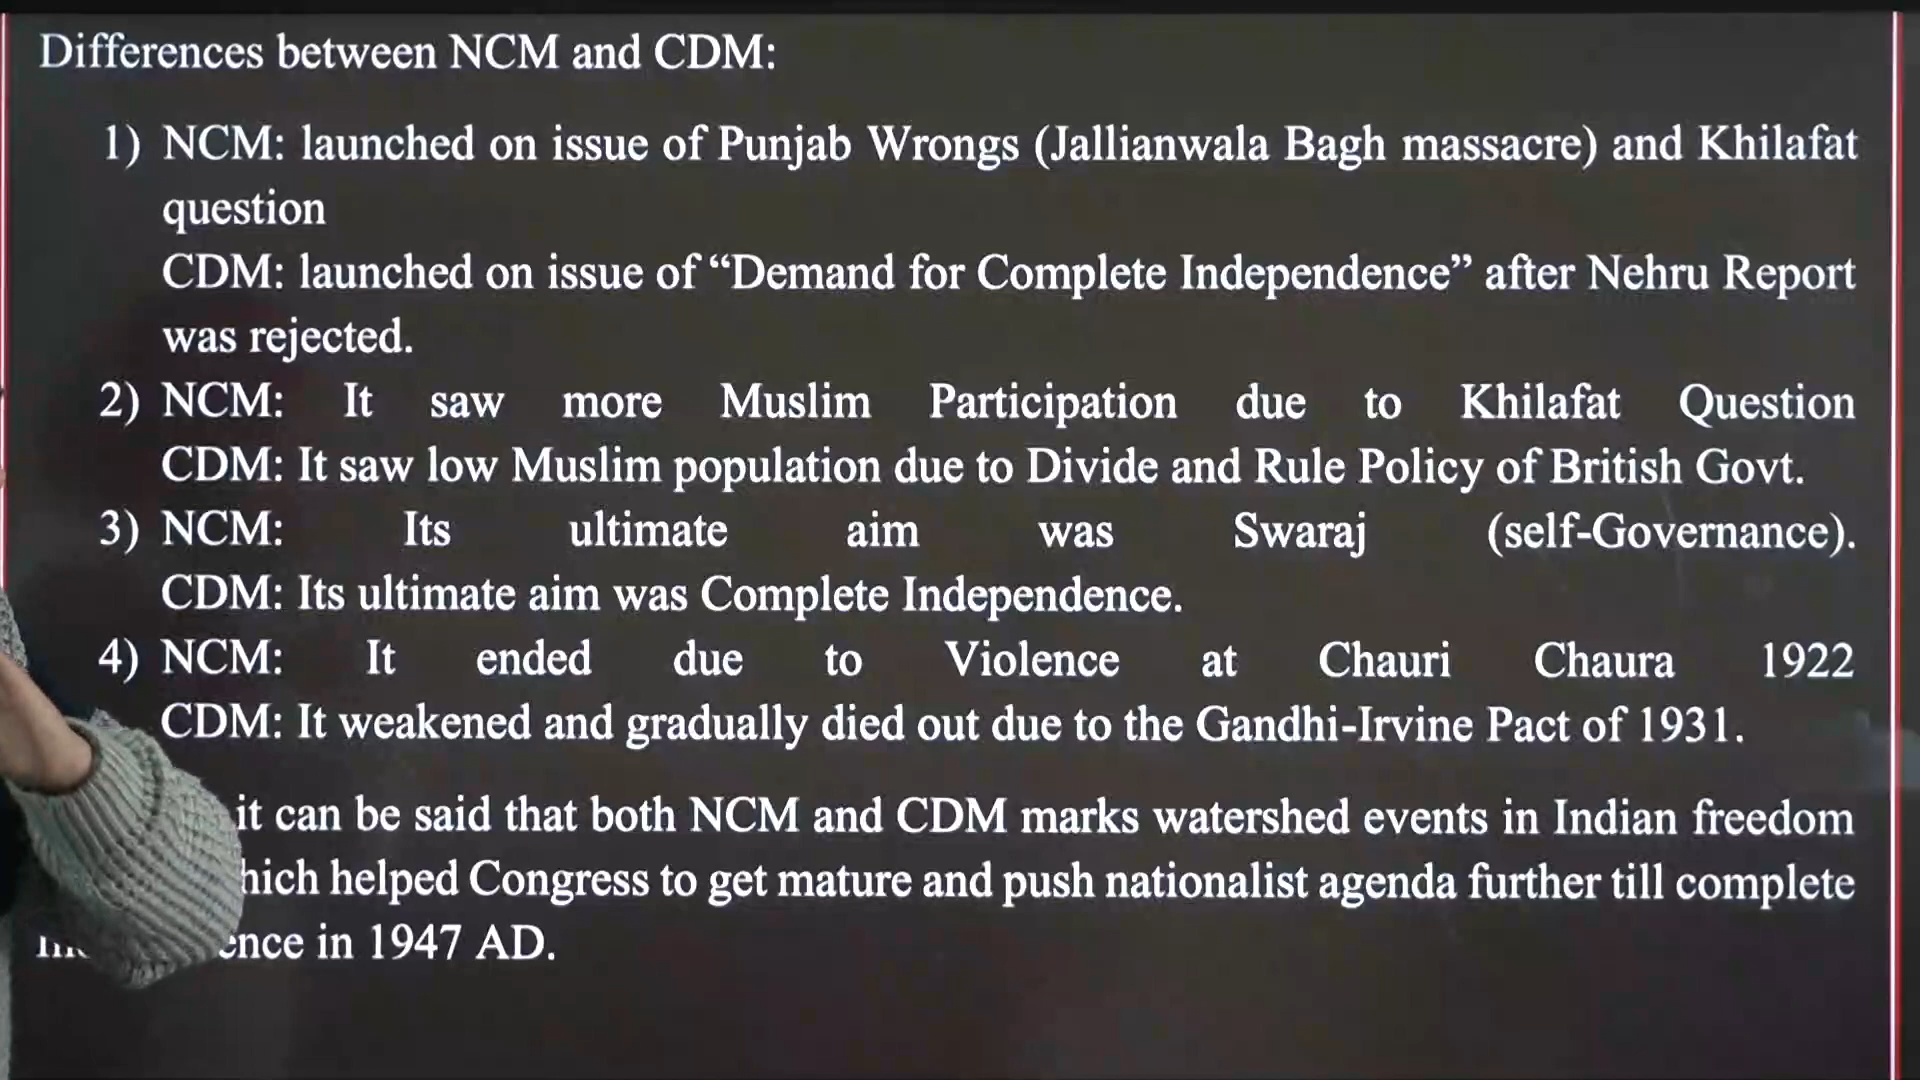 Differences between NCM and CDM:
1) NCM: launched on issue of Punjab Wrongs (Jallianwala Bagh massacre) and Khilafat
question
CDM: launched on issue of “Demand for Complete Independence” after Nehru Report
was rejected.
2) NCM: It saw more Muslim Participation due to Khilafat Question
CDM: It saw low Muslim population due to Divide and Rule Policy of British Govt.
3) NCM: Its ultimate aim was Swaraj (self-Governance).
CDM: Its ultimate aim was Complete Independence.
4) NCM: It ended due to Violence at Chauri Chaura 1922
CDM: It weakened and gradually died out due to the Gandhi-Irvine Pact of 1931.
it can be said that both NCM and CDM marks watershed events in Indian freedom
helped Congress to get mature and push nationalist agenda further till complete
in 1947 AD.